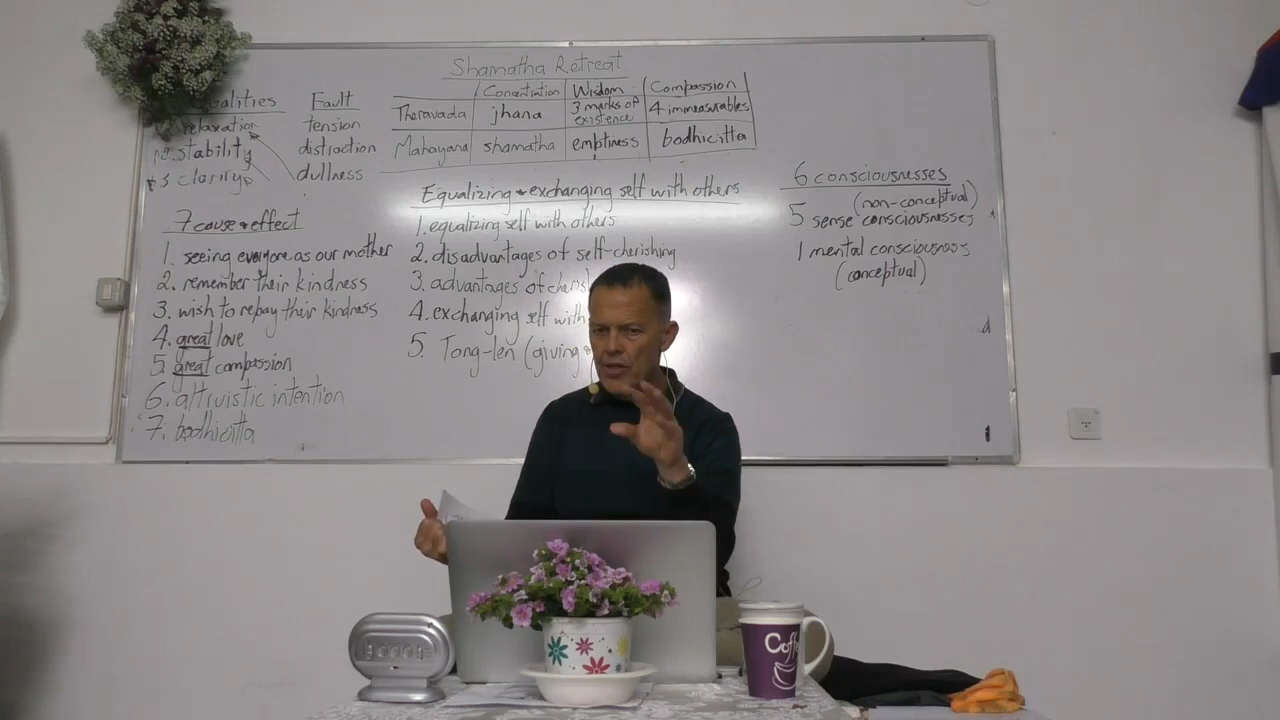 Shamatha Retreat
Concentration Wisdom Compassion
Theravada jhana 3 marks of existence 4 immeasurables
Mahayana shamatha emptiness bodhicitta
Fault
relaxation tension
2. stability distraction
3 clarity dullness
7 cause & effect
1. seeing everyone as our mother
2. remember their kindness
3. wish to repay their kindness
4. great love
5. great compassion
6. altruistic intention
7. bodhicitta
Equalizing & exchanging self with others
1. equalizing self with others
2. disadvantages of self-cherishing
3. advantages of
4. exchanging self with
5. Tong-len (giving &
6 consciousnesses
(non-conceptual)
5 sense consciousnesses
1 mental consciousness
(conceptual)